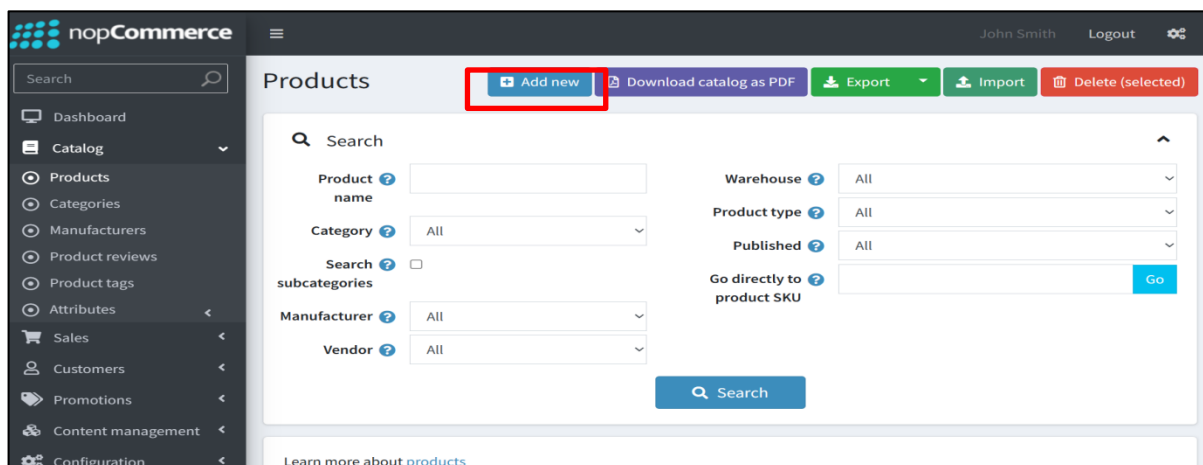 nopCommerce
John Smith Logout
Search
Products
Add new
Download catalog as PDF
Export
Import
Delete (selected)
Dashboard
Catalog
Products
Categories
Manufacturers
Product reviews
Product tags
Attributes
Sales
Customers
Promotions
Content management
Configuration
Search
Product
name
Category All
Search
subcategories
Manufacturer All
Vendor All
Warehouse All
Product type All
Published All
Go directly to
product SKU
Go
Search
Learn more about products